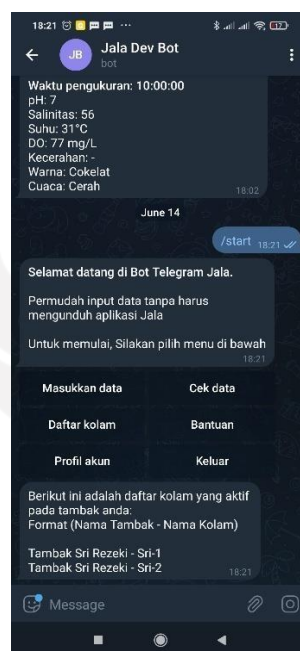 18:21
Jala Dev Bot
JB
bot
Waktu pengukuran: 10:00:00
pH: 7
Salinitas: 56
Suhu: 31°C
DO: 77 mg/L
Kecerahan: -
Warna: Cokelat
Cuaca: Cerah
18:02
June 14
/start 18:21
Selamat datang di Bot Telegram Jala.
Permudah input data tanpa harus
mengunduh aplikasi Jala
Untuk memulai, Silakan pilih menu di bawah
18:21
Masukkan data Cek data
Daftar kolam Bantuan
Profil akun Keluar
Berikut ini adalah daftar kolam yang aktif
pada tambak anda:
Format (Nama Tambak - Nama Kolam)
Tambak Sri Rezeki - Sri-1
Tambak Sri Rezeki - Sri-2
18:21
Message